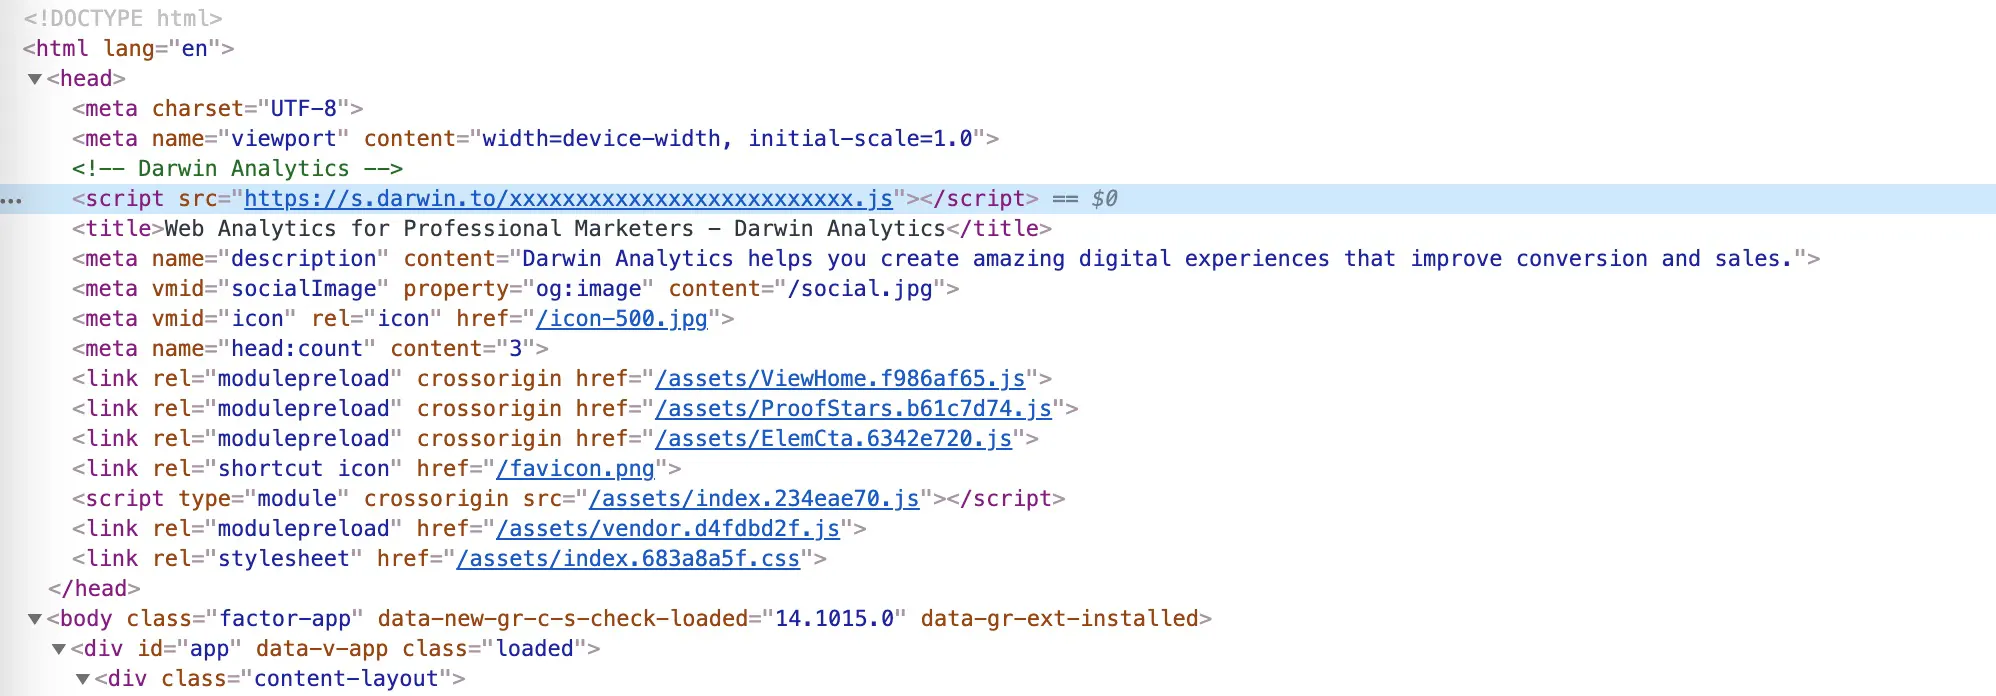 <!DOCTYPE html>
<html lang="en">
▼<head>
<meta charset="UTF-8">
<meta name="viewport" content="width=device-width, initial-scale=1.0">
<!-- Darwin Analytics -->
… <script src="https://s.darwin.to/xxxxxxxxxxxxxxxxxxxxxxxxxx.js"></script> == $0
<title>Web Analytics for Professional Marketers – Darwin Analytics</title>
<meta name="description" content="Darwin Analytics helps you create amazing digital experiences that improve conversion and sales.">
<meta vmid="socialImage" property="og:image" content="/social.jpg">
<meta vmid="icon" rel="icon" href="/icon-500.jpg">
<meta name="head:count" content="3">
<link rel="modulepreload" crossorigin href="/assets/ViewHome.f986af65.js">
<link rel="modulepreload" crossorigin href="/assets/ProofStars.b61c7d74.js">
<link rel="modulepreload" crossorigin href="/assets/ElemCta.6342e720.js">
<link rel="shortcut icon" href="/favicon.png">
<script type="module" crossorigin src="/assets/index.234eae70.js"></script>
<link rel="modulepreload" href="/assets/vendor.d4fdbd2f.js">
<link rel="stylesheet" href="/assets/index.683a8a5f.css">
</head>
▼<body class="factor-app" data-new-gr-c-s-check-loaded="14.1015.0" data-gr-ext-installed>
▼<div id="app" data-v-app class="loaded">
▼<div class="content-layout">